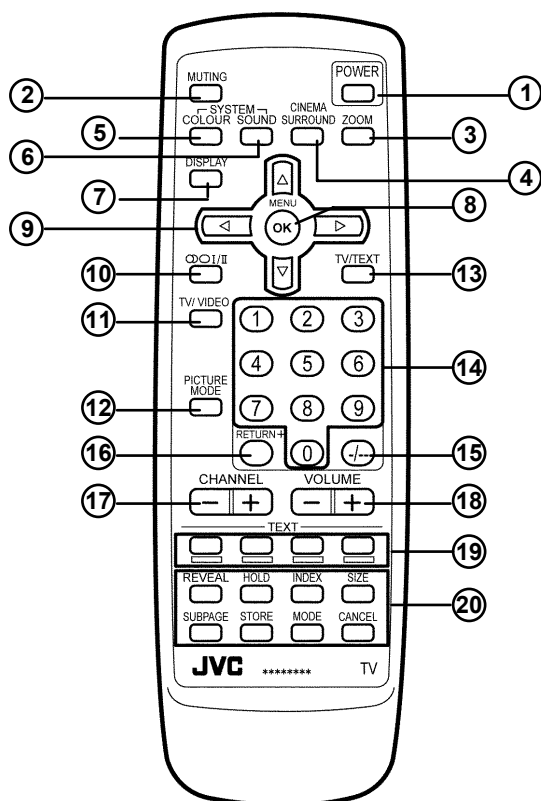 POWER
MUTING
2
1
SYSTEM
CINEMA
5
COLOUR SOUND SURROUND ZOOM
3
6
DISPLAY
4
7
MENU
8
9
OK
10
I/II
TV/TEXT
13
11
TV/ VIDEO
1 2 3
4 5 6
14
PICTURE
MODE
12
7 8 9
RETURN+
16
0 -/--
15
CHANNEL VOLUME
17
- + - +
18
TEXT
19
REVEAL HOLD INDEX SIZE
20
SUBPAGE STORE MODE CANCEL
JVC ******** TV